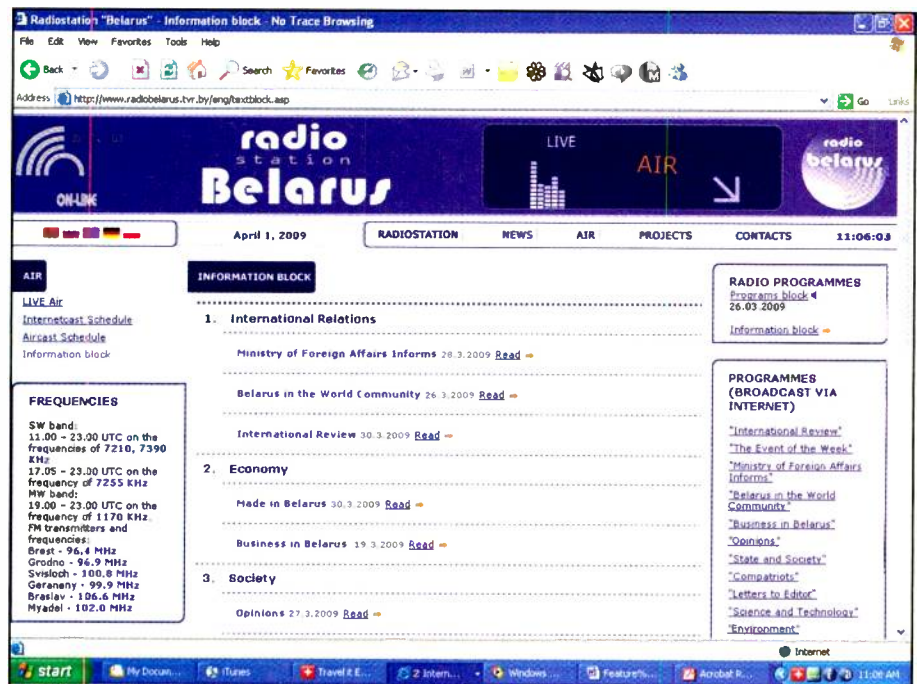 Radiostation "Belarus" - Information block - No Trace Browsing
File Edit View Favorites Tools Help
Back Search Favorites
Address http://www.radiobelarus.tvr.by/eng/textblock.asp Go Links
ON-LINE
radio
station
Belarus
LIVE
AIR
radio
belarus
April 1, 2009
RADIOSTATION NEWS AIR PROJECTS CONTACTS 11:06:03
AIR
LIVE Air
Internetcast Schedule
Aircast Schedule
Information block
FREQUENCIES
SW band:
11.00 - 23.00 UTC on the
frequencies of 7210, 7390
KHz
17.05 - 23.00 UTC on the
frequency of 7255 KHz
MW band:
19.00 - 23.00 UTC on the
frequency of 1170 KHz
FM transmitters and
frequencies:
Brest - 96,4 MHz
Grodno - 96.9 MHz
Svisloch - 100.8 MHz
Geraneny - 99.9 MHz
Braslav - 106.6 MHz
Myadel - 102.0 MHz
INFORMATION BLOCK
1. International Relations
Ministry of Foreign Affairs Informs 28.3.2009 Read
Belarus in the World Community 26.3.2009 Read
International Review 30.3.2009 Read
2. Economy
Made in Belarus 30.3.2009 Read
Business in Belarus 19.3.2009 Read
3. Society
Opinions 27.3.2009 Read
RADIO PROGRAMMES
Programs block
26.03.2009
Information block
PROGRAMMES
(BROADCAST VIA
INTERNET)
"International Review"
"The Event of the Week"
"Ministry of Foreign Affairs
Informs"
"Belarus in the World
Community"
"Business in Belarus"
"Opinions"
"State and Society"
"Compatriots"
"Letters to Editor"
"Science and Technology"
"Environment"
Internet
start My Docum... iTunes Travel & E... 2 Intern... Windows ... Feature%... Acrobat R... 11:06 AM